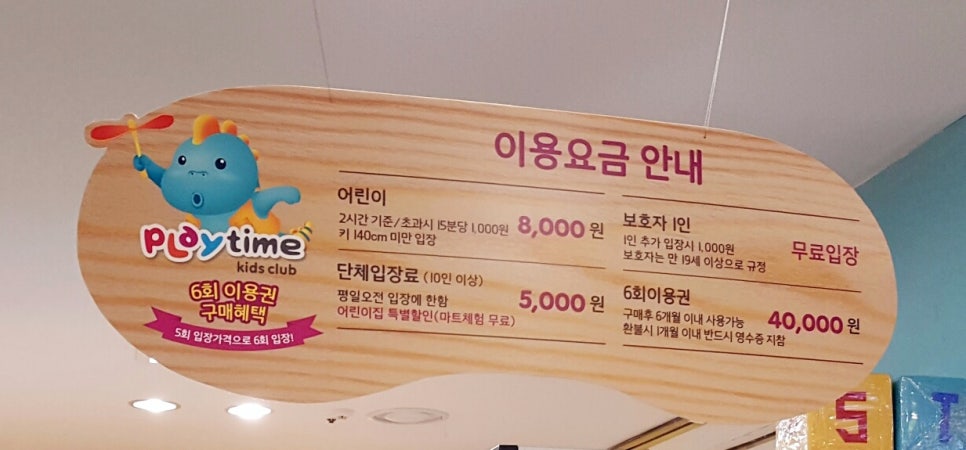 이용요금 안내
PLaytime
kids club
6회 이용권
구매혜택
5회 입장가격으로 6회 입장!
어린이
2시간 기준/초과시 15분당 1,000원
키 140cm 미만 입장
8,000 원
단체입장료 (10인 이상)
평일오전 입장에 한함
어린이집 특별할인(마트체험 무료)
5,000 원
보호자 1인
1인 추가 입장시 1,000원
보호자는 만 19세 이상으로 규정
무료입장
6회이용권
구매후 6개월 이내 사용가능
환불시 1개월 이내 반드시 영수증 지참
40,000 원
S T